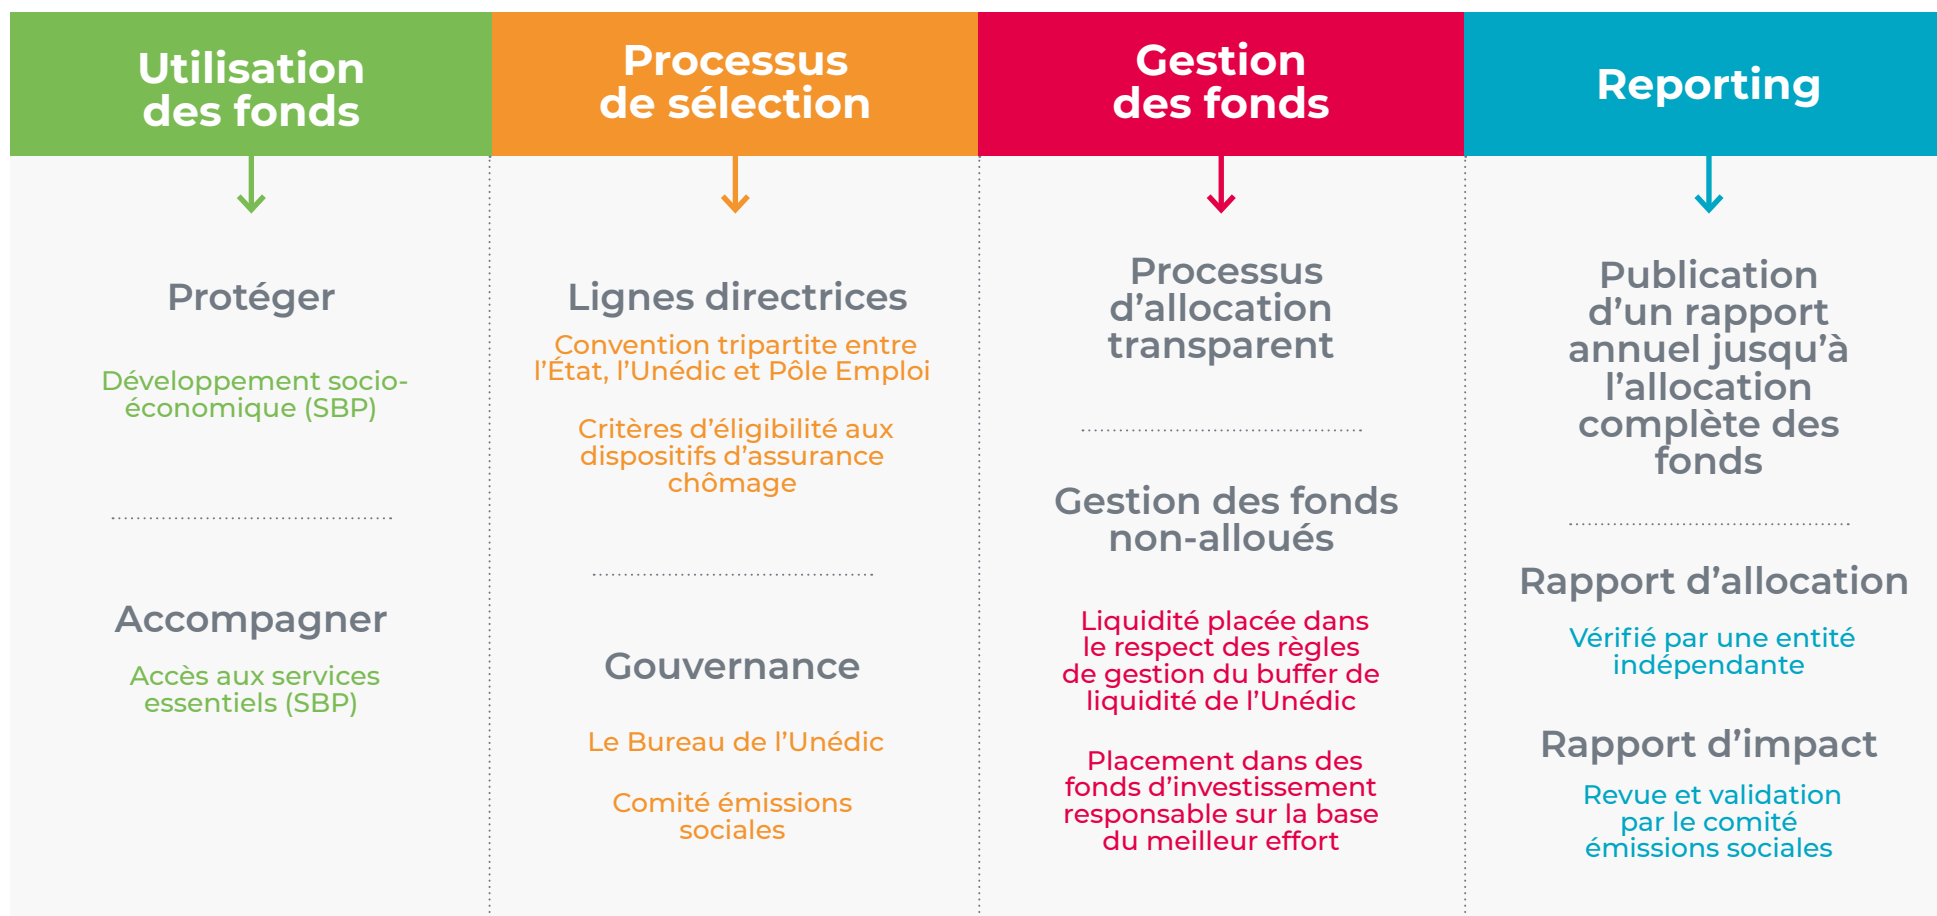 Utilisation
des fonds
Protéger
Développement socio-
économique (SBP)
Accompagner
Accès aux services
essentiels (SBP)
Processus
de sélection
Lignes directrices
Convention tripartite entre
l’État, l’Unédic et Pôle Emploi
Critères d’éligibilité aux
dispositifs d’assurance
chômage
Gouvernance
Le Bureau de l’Unédic
Comité émissions
sociales
Gestion
des fonds
Processus
d’allocation
transparent
Gestion des fonds
non-alloués
Liquidité placée dans
le respect des règles
de gestion du buffer de
liquidité de l’Unédic
Placement dans des
fonds d’investissement
responsable sur la base
du meilleur effort
Reporting
Publication
d’un rapport
annuel jusqu’à
l’allocation
complète des
fonds
Rapport d’allocation
Vérifié par une entité
indépendante
Rapport d’impact
Revue et validation
par le comité
émissions sociales